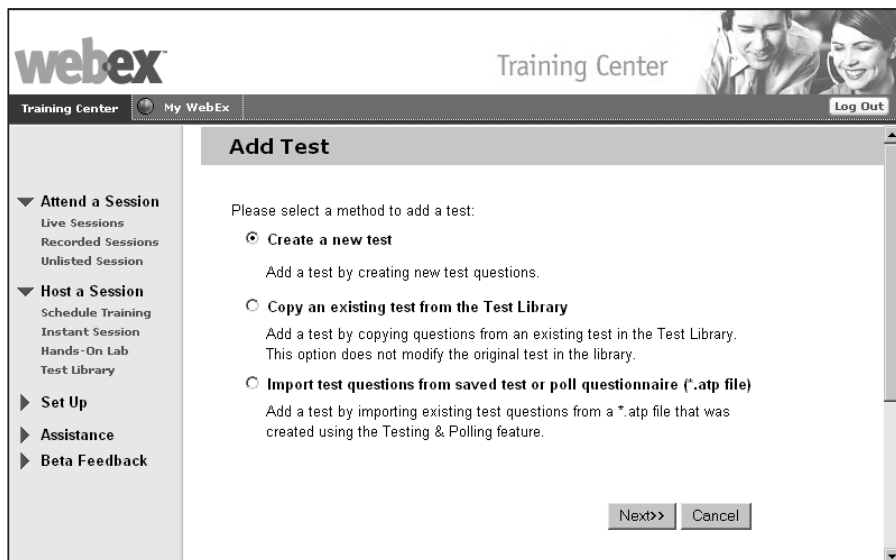 webex
Training Center
Training Center My WebEx Log Out
Add Test
Attend a Session
Live Sessions
Recorded Sessions
Unlisted Session
Host a Session
Schedule Training
Instant Session
Hands-On Lab
Test Library
Set Up
Assistance
Beta Feedback
Please select a method to add a test:
Create a new test
Add a test by creating new test questions.
Copy an existing test from the Test Library
Add a test by copying questions from an existing test in the Test Library.
This option does not modify the original test in the library.
Import test questions from saved test or poll questionnaire (*.atp file)
Add a test by importing existing test questions from a *.atp file that was
created using the Testing & Polling feature.
Next>> Cancel